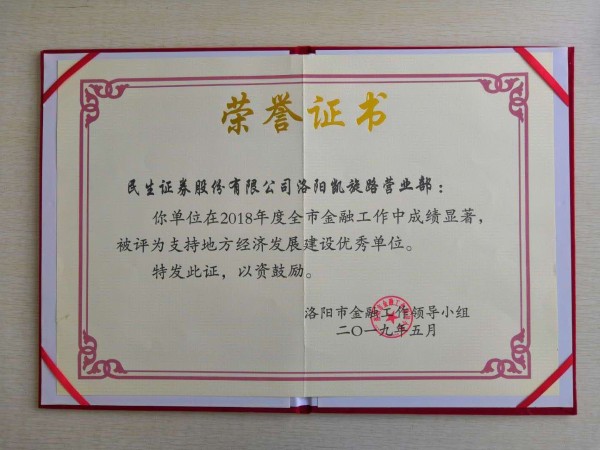 荣誉证书
民生证券股份有限公司洛阳凯旋路营业部：
你单位在2018年度全市金融工作中成绩显著，
被评为支持地方经济发展建设优秀单位。
特发此证，以资鼓励。
洛阳市金融工作领导小组
二〇一九年五月